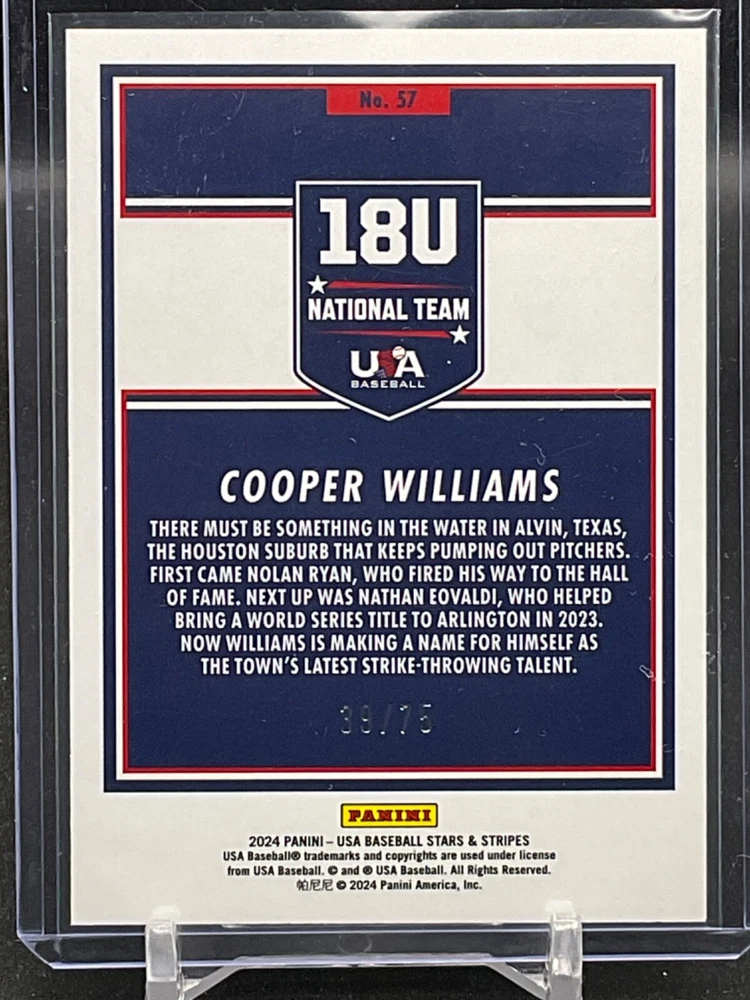 No. 57
18U
NATIONAL TEAM
USA
BASEBALL
COOPER WILLIAMS
THERE MUST BE SOMETHING IN THE WATER IN ALVIN, TEXAS,
THE HOUSTON SUBURB THAT KEEPS PUMPING OUT PITCHERS.
FIRST CAME NOLAN RYAN, WHO FIRED HIS WAY TO THE HALL
OF FAME. NEXT UP WAS NATHAN EOVALDI, WHO HELPED
BRING A WORLD SERIES TITLE TO ARLINGTON IN 2023.
NOW WILLIAMS IS MAKING A NAME FOR HIMSELF AS
THE TOWN'S LATEST STRIKE-THROWING TALENT.
39/75
PANINI
2024 PANINI – USA BASEBALL STARS & STRIPES
USA Baseball® trademarks and copyrights are used under license
from USA Baseball. © and ® USA Baseball. All Rights Reserved.
帕尼尼 © 2024 Panini America, Inc.